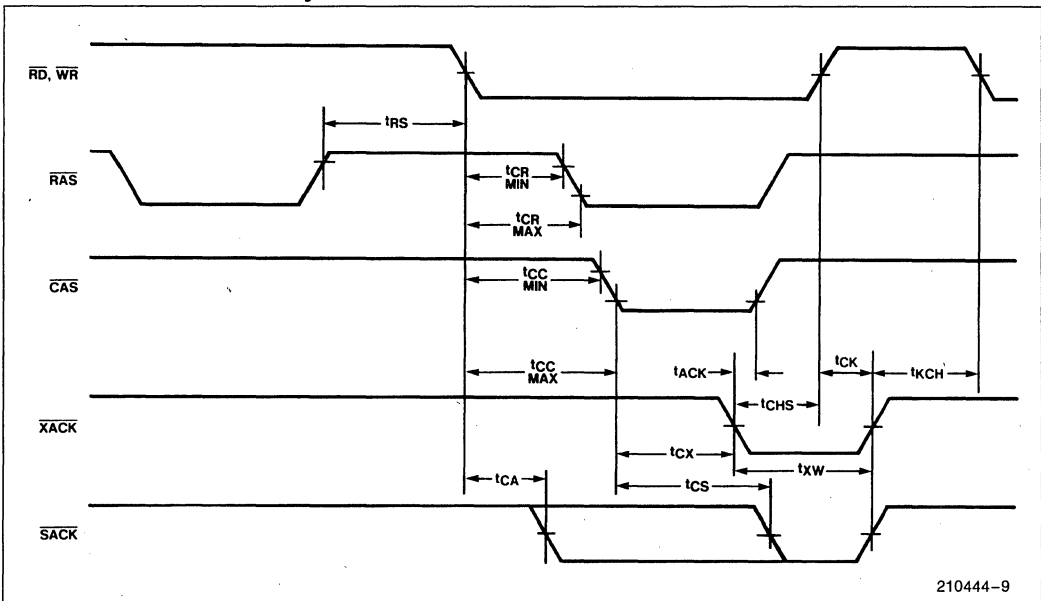 RD, WR
tRS
RAS
tCR
MIN
tCR
MAX
CAS
tCC
MIN
tCC
MAX
tACK
tCK
tKCH
tCHS
XACK
tCX
tXW
tCA
tCS
SACK
210444-9